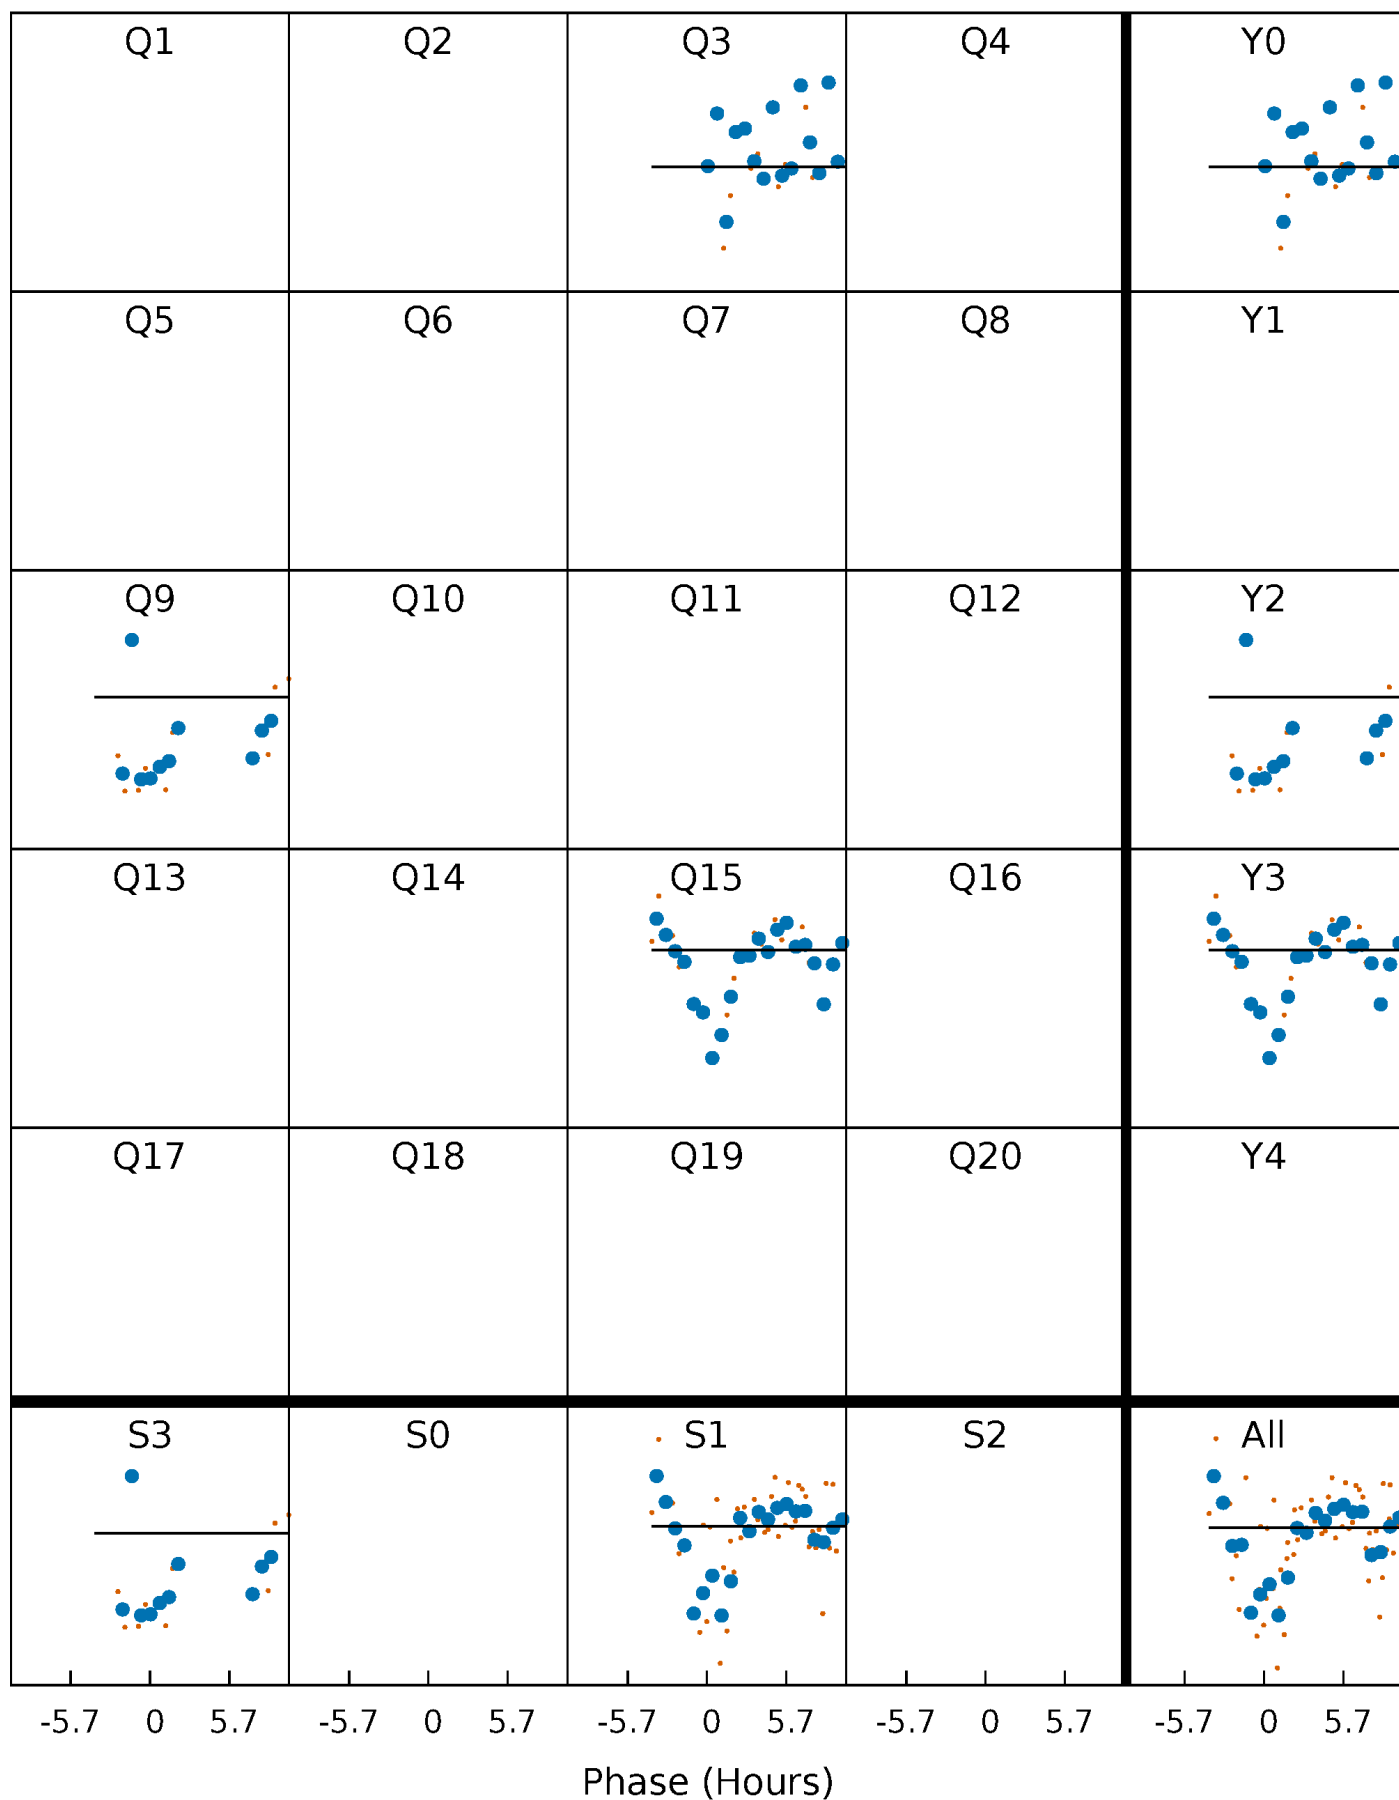 Q1 Q2 Q3 Q4 Y0
Q5 Q6 Q7 Q8 Y1
Q9 Q10 Q11 Q12 Y2
Q13 Q14 Q15 Q16 Y3
Q17 Q18 Q19 Q20 Y4
S3 S0 S1 S2 All
-5.7 0 5.7 -5.7 0 5.7 -5.7 0 5.7 -5.7 0 5.7 -5.7 0 5.7
Phase (Hours)